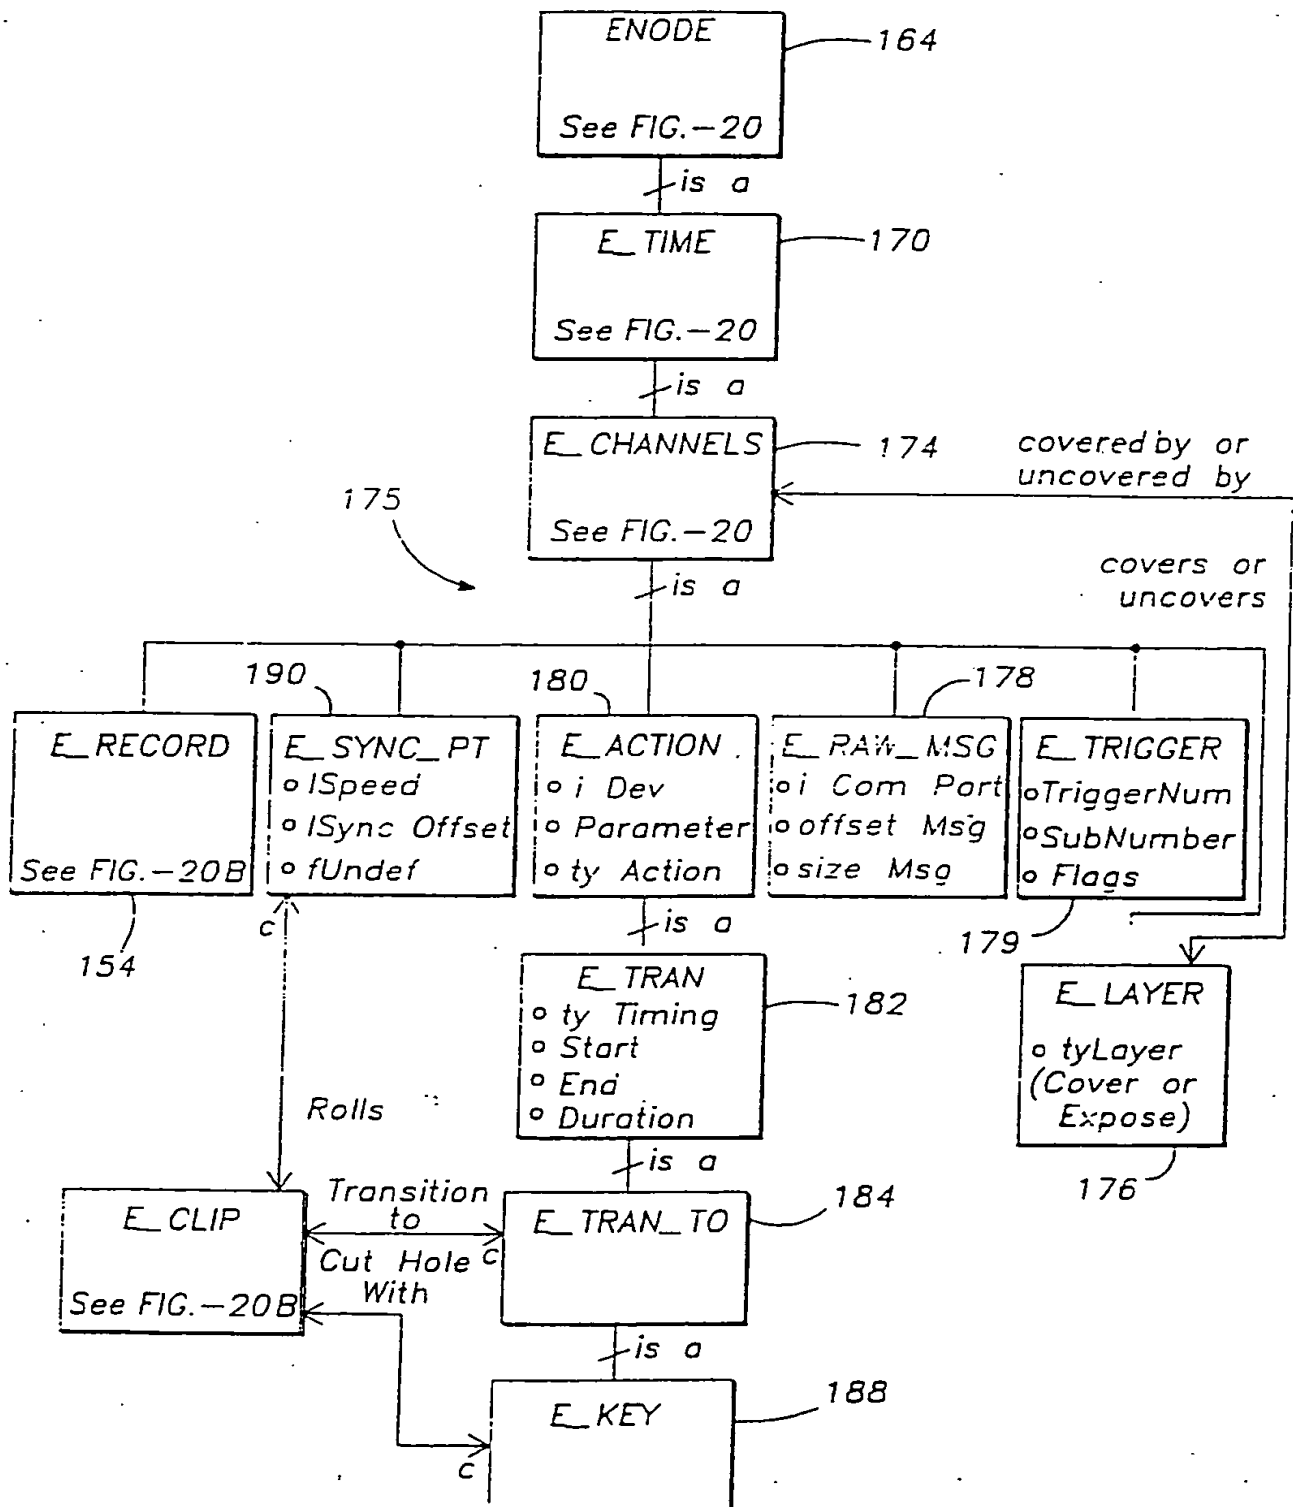 ENODE
See FIG.-20
164
is a
E_TIME
See FIG.-20
170
is a
E_CHANNELS
See FIG.-20
174
covered by or
uncovered by
175
is a
covers or
uncovers
190
180
178
E_RECORD
See FIG.-20B
154
E_SYNC_PT
o lSpeed
o lSync Offset
o fUndef
c
E_ACTION
o i Dev
o Parameter
o ty Action
E_RAW_MSG
o i Com Port
o offset Msg
o size Msg
E_TRIGGER
o TriggerNum
o SubNumber
o Flags
179
is a
E_TRAN
o ty Timing
o Start
o End
o Duration
182
E_LAYER
o tyLayer
(Cover or
Expose)
176
Rolls
is a
E_CLIP
See FIG.-20B
Transition
to
c
Cut Hole
With
E_TRAN_TO
184
is a
E_KEY
188
c